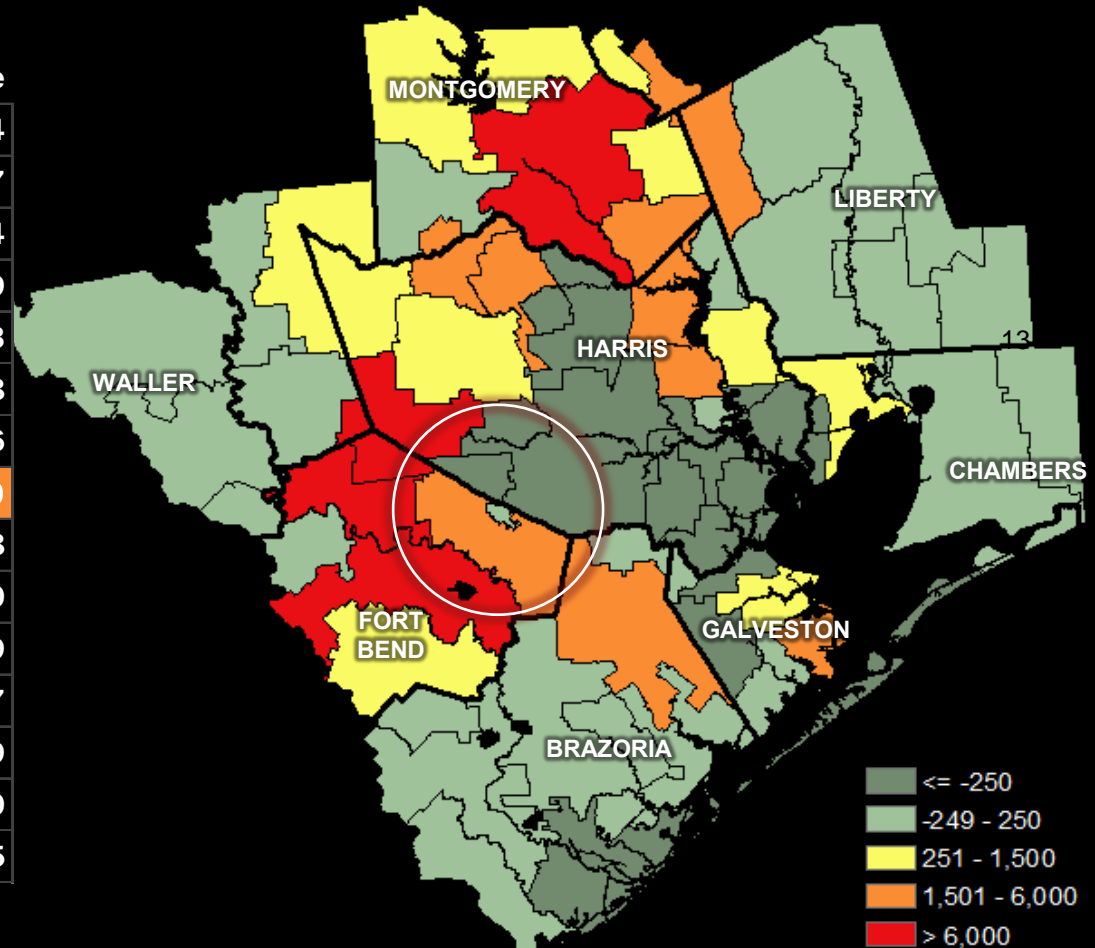 MONTGOMERY
LIBERTY
13
HARRIS
WALLER
CHAMBERS
FORT
BEND
GALVESTON
BRAZORIA
<= -250
-249 - 250
251 - 1,500
1,501 - 6,000
> 6,000